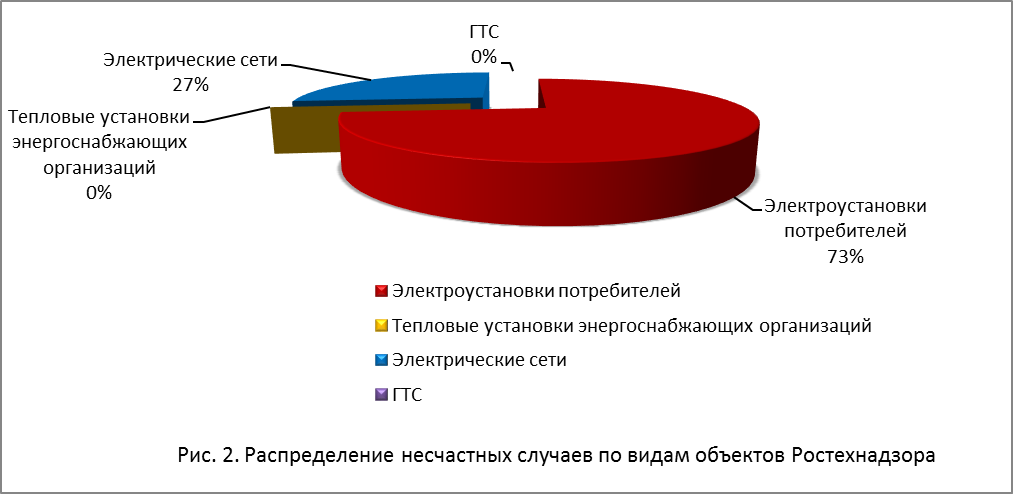 ГТС
0%
Электрические сети
27%
Тепловые установки
энергоснабжающих
организаций
0%
Электроустановки
потребителей
73%
Электроустановки потребителей
Тепловые установки энергоснабжающих организаций
Электрические сети
ГТС
Рис. 2. Распределение несчастных случаев по видам объектов Ростехнадзора